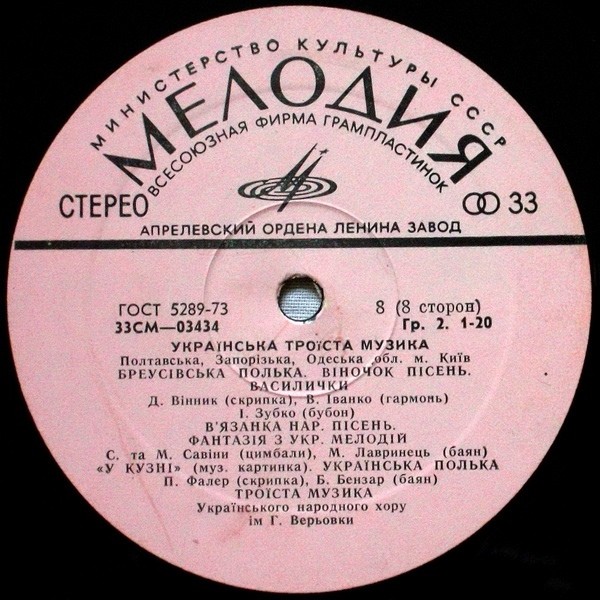 МИНИСТЕРСТВО КУЛЬТУРЫ СССР
МЕЛОДИЯ
ВСЕСОЮЗНАЯ ФИРМА ГРАМПЛАСТИНОК
СТЕРЕО
33
АПРЕЛЕВСКИЙ ОРДЕНА ЛЕНИНА ЗАВОД
ГОСТ 5289-73 8 (8 сторон)
33СМ—03434 Гр. 2. 1-20
УКРАЇНСЬКА ТРОЇСТА МУЗИКА
Полтавська, Запорізька, Одеська обл. м. Київ
БРЕУСІВСЬКА ПОЛЬКА. ВІНОЧОК ПІСЕНЬ.
ВАСИЛИЧКИ
Д. Вінник (скрипка), В. Іванко (гармонь)
І. Зубко (бубон)
В'ЯЗАНКА НАР. ПІСЕНЬ.
ФАНТАЗІЯ З УКР. МЕЛОДІЙ
С. та М. Савіни (цимбали), М. Лавринець (баян)
«У КУЗНІ» (муз. картинка). УКРАЇНСЬКА ПОЛЬКА
П. Фалер (скрипка), Б. Бензар (баян)
ТРОЇСТА МУЗИКА
Українського народного хору
ім Г. Верьовки